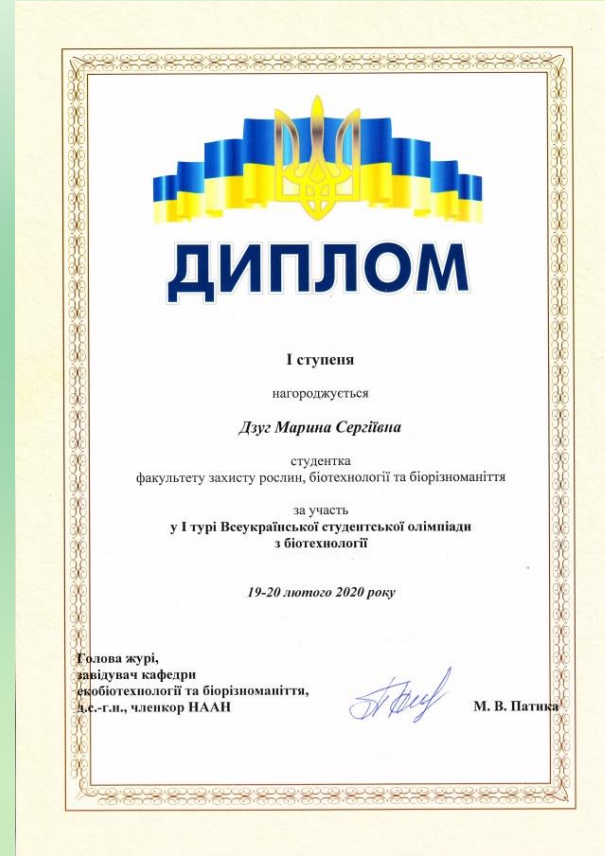 ДИПЛОМ
І ступеня
нагороджується
Дзуг Марина Сергіївна
студентка
факультету захисту рослин, біотехнології та біорізноманіття
за участь
у І турі Всеукраїнської студентської олімпіади
з біотехнології
19-20 лютого 2020 року
Голова журі,
завідувач кафедри
екобіотехнології та біорізноманіття,
д.с.-г.н., членкор НААН М. В. Патика